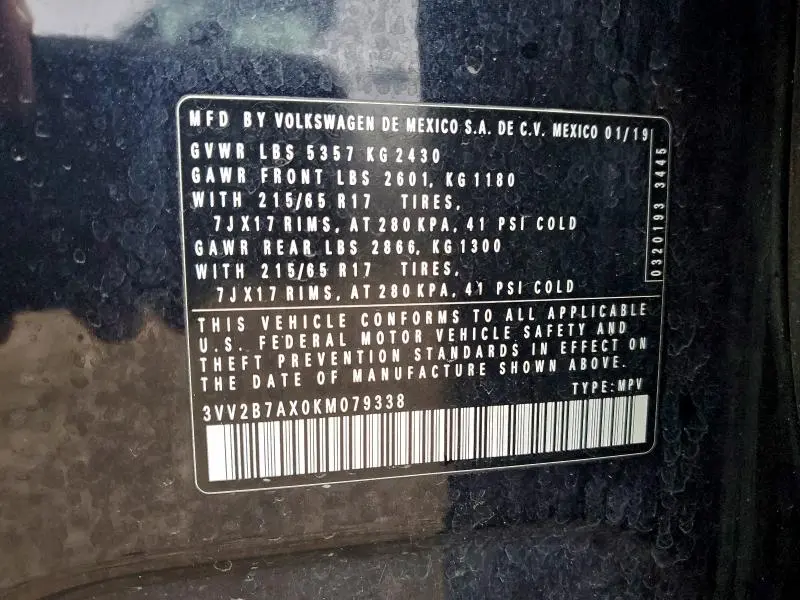 MFD BY VOLKSWAGEN DE MEXICO S.A. DE C.V. MEXICO 01/19
GVWR LBS 5357 KG 2430
GAWR FRONT LBS 2601, KG 1180
WITH 215/65 R17 TIRES,
7JX17 RIMS, AT 280 KPA, 41 PSI COLD
GAWR REAR LBS 2866, KG 1300
WITH 215/65 R17 TIRES,
7JX17 RIMS, AT 280 KPA, 41 PSI COLD
0320193 3445
THIS VEHICLE CONFORMS TO ALL APPLICABLE
U.S. FEDERAL MOTOR VEHICLE SAFETY AND
THEFT PREVENTION STANDARDS IN EFFECT ON
THE DATE OF MANUFACTURE SHOWN ABOVE.
TYPE: MPV
3VV2B7AX0KM079338